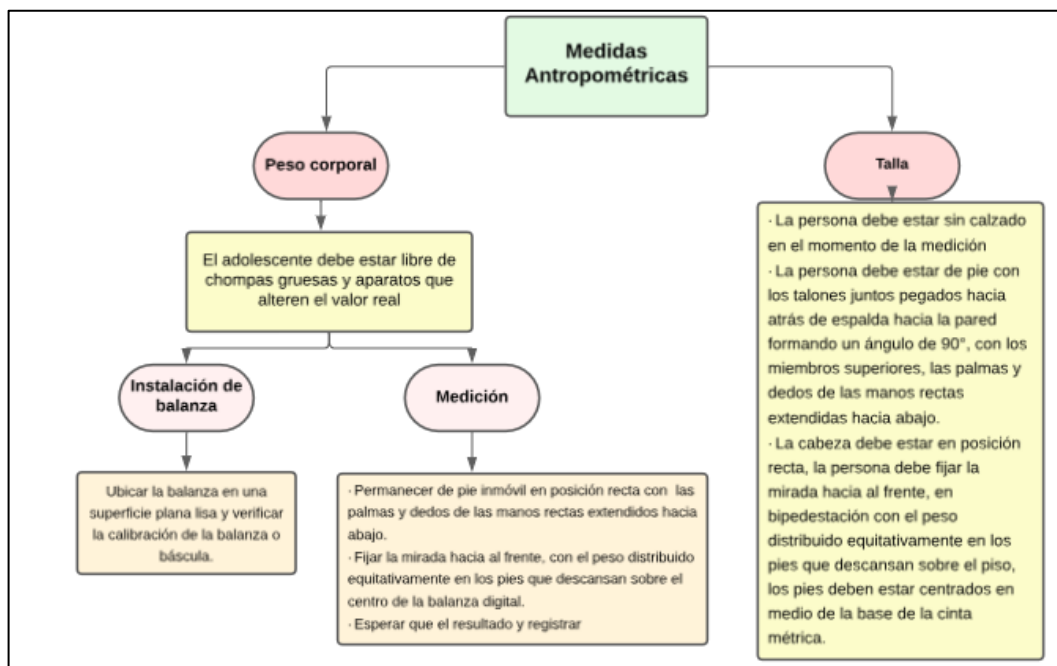 Medidas
Antropométricas
Peso corporal
El adolescente debe estar libre de
chompas gruesas y aparatos que
alteren el valor real
Instalación de
balanza
Ubicar la balanza en una
superficie plana lisa y verificar
la calibración de la balanza o
báscula.
Medición
· Permanecer de pie inmóvil en posición recta con las
palmas y dedos de las manos rectas extendidos hacia
abajo.
· Fijar la mirada hacia al frente, con el peso distribuido
equitativamente en los pies que descansan sobre el
centro de la balanza digital.
· Esperar que el resultado y registrar
Talla
· La persona debe estar sin calzado
en el momento de la medición
· La persona debe estar de pie con
los talones juntos pegados hacia
atrás de espalda hacia la pared
formando un ángulo de 90°, con los
miembros superiores, las palmas y
dedos de las manos rectas
extendidas hacia abajo.
· La cabeza debe estar en posición
recta, la persona debe fijar la
mirada hacia al frente, en
bipedestación con el peso
distribuido equitativamente en los
pies que descansan sobre el piso,
los pies deben estar centrados en
medio de la base de la cinta
métrica.